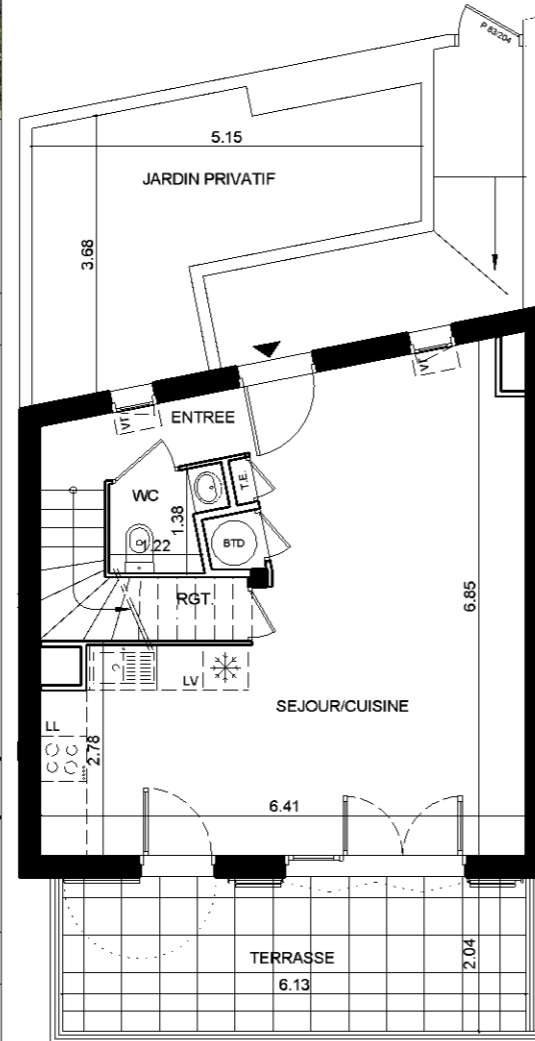 P 83/204
5.15
JARDIN PRIVATIF
3.68
VT
VT
ENTREE
WC
T.E.
1.38
BTD
1.22
RGT.
6.85
LV
SEJOUR/CUISINE
LL
2.78
6.41
TERRASSE
2.04
6.13